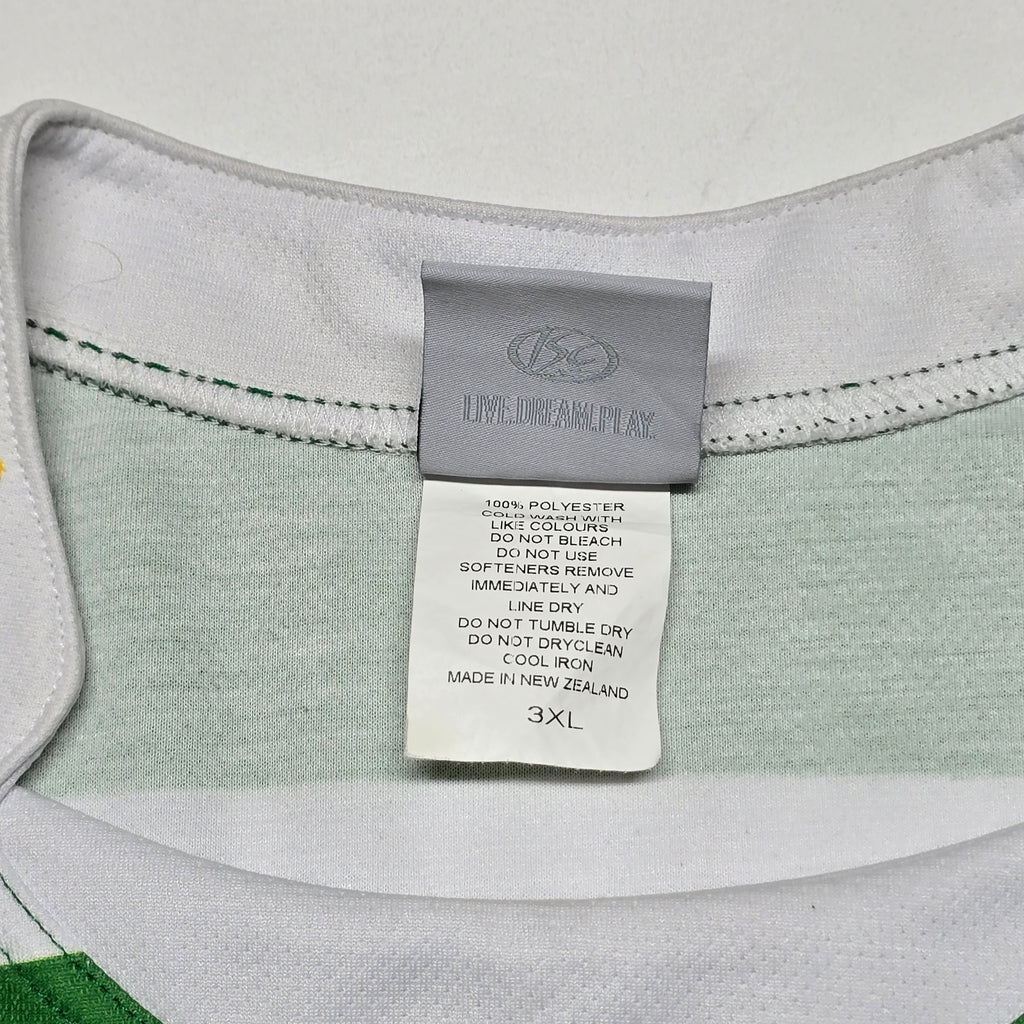 ISC
LIVE.DREAM.PLAY.
100% POLYESTER
COLD WASH WITH
LIKE COLOURS
DO NOT BLEACH
DO NOT USE
SOFTENERS REMOVE
IMMEDIATELY AND
LINE DRY
DO NOT TUMBLE DRY
DO NOT DRYCLEAN
COOL IRON
MADE IN NEW ZEALAND
3XL